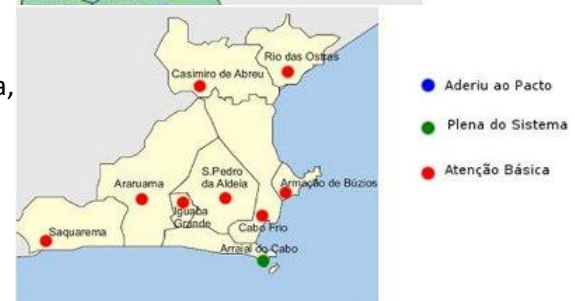 a,
Rio das Ostras
Casimiro de Abreu
Aderiu ao Pacto
Plena do Sistema
Atenção Básica
S.Pedro
da Aldeia
Araruama
Armação de Búzios
Iguaba
Grande
Saquarema
Cabo Frio
Arraial do Cabo